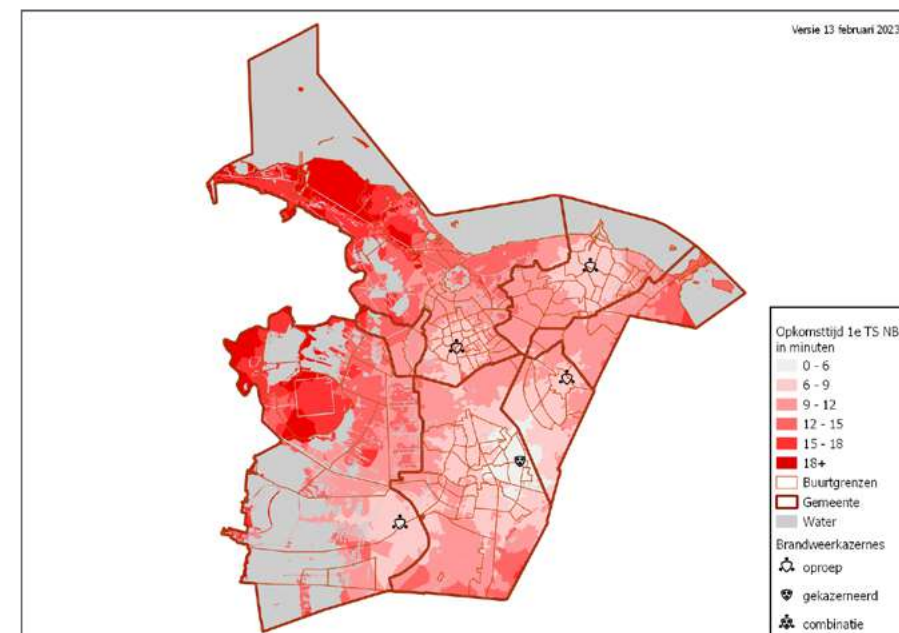 Versie 13 februari 2023
Opkomsttijd 1e TS NB
in minuten
0 - 6
6 - 9
9 - 12
12 - 15
15 - 18
18+
Buurtgrenzen
Gemeente
Water
Brandweerkazernes
oproep
gekazerneerd
combinatie